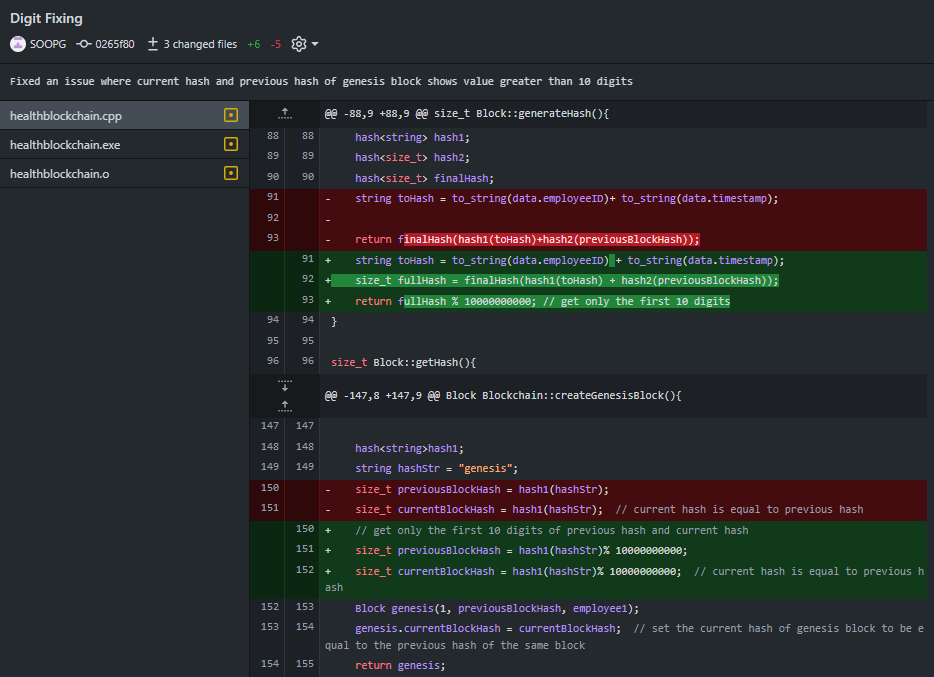 Digit Fixing
SOOPG 0265f80 3 changed files +6 -5
Fixed an issue where current hash and previous hash of genesis block shows value greater than 10 digits
healthblockchain.cpp
healthblockchain.exe
healthblockchain.o
@@ -88,9 +88,9 @@ size_t Block::generateHash(){
88 88 hash<string> hash1;
89 89 hash<size_t> hash2;
90 90 hash<size_t> finalHash;
91 - string toHash = to_string(data.employeeID)+ to_string(data.timestamp);
92 -
93 - return finalHash(hash1(toHash)+hash2(previousBlockHash));
91 + string toHash = to_string(data.employeeID) + to_string(data.timestamp);
92 + size_t fullHash = finalHash(hash1(toHash) + hash2(previousBlockHash));
93 + return fullHash % 10000000000; // get only the first 10 digits
94 94 }
95 95
96 96 size_t Block::getHash(){
@@ -147,8 +147,9 @@ Block Blockchain::createGenesisBlock(){
147 147
148 148 hash<string>hash1;
149 149 string hashStr = "genesis";
150 - size_t previousBlockHash = hash1(hashStr);
151 - size_t currentBlockHash = hash1(hashStr); // current hash is equal to previous hash
150 + // get only the first 10 digits of previous hash and current hash
151 + size_t previousBlockHash = hash1(hashStr)% 10000000000;
152 + size_t currentBlockHash = hash1(hashStr)% 10000000000; // current hash is equal to previous h
ash
152 153 Block genesis(1, previousBlockHash, employee1);
153 154 genesis.currentBlockHash = currentBlockHash; // set the current hash of genesis block to be e
qual to the previous hash of the same block
154 155 return genesis;